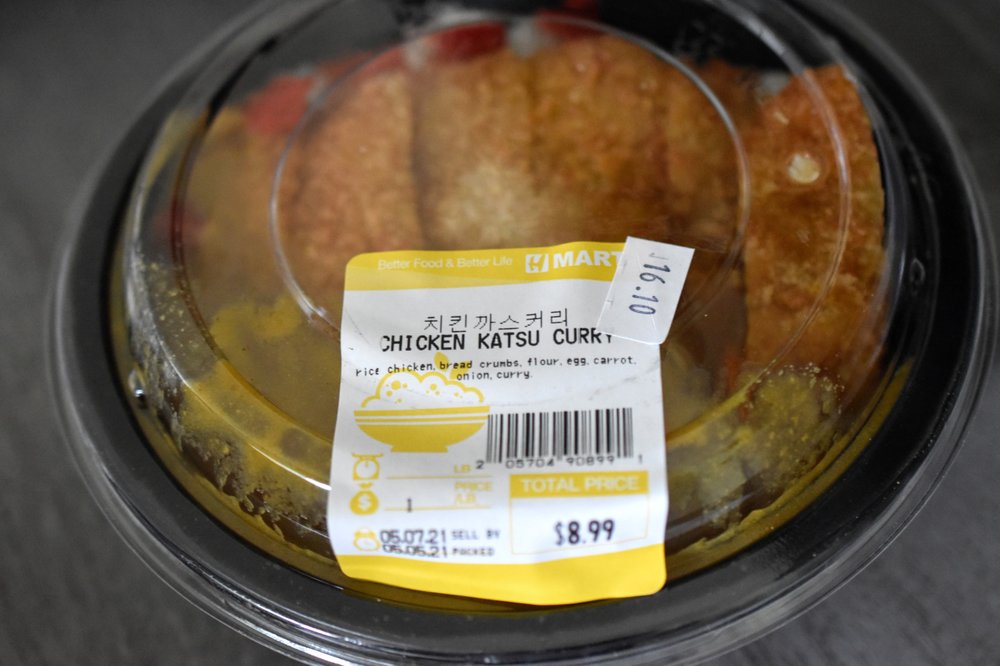 Better Food & Better Life H MART
16.10
치킨까스커리
CHICKEN KATSU CURRY
rice chicken, bread crumbs, flour, egg, carrot,
onion, curry.
2 05704 90899 1
LB
PRICE
/LB
1
TOTAL PRICE
$8.99
05.07.21 SELL BY
05.05.21 PACKED